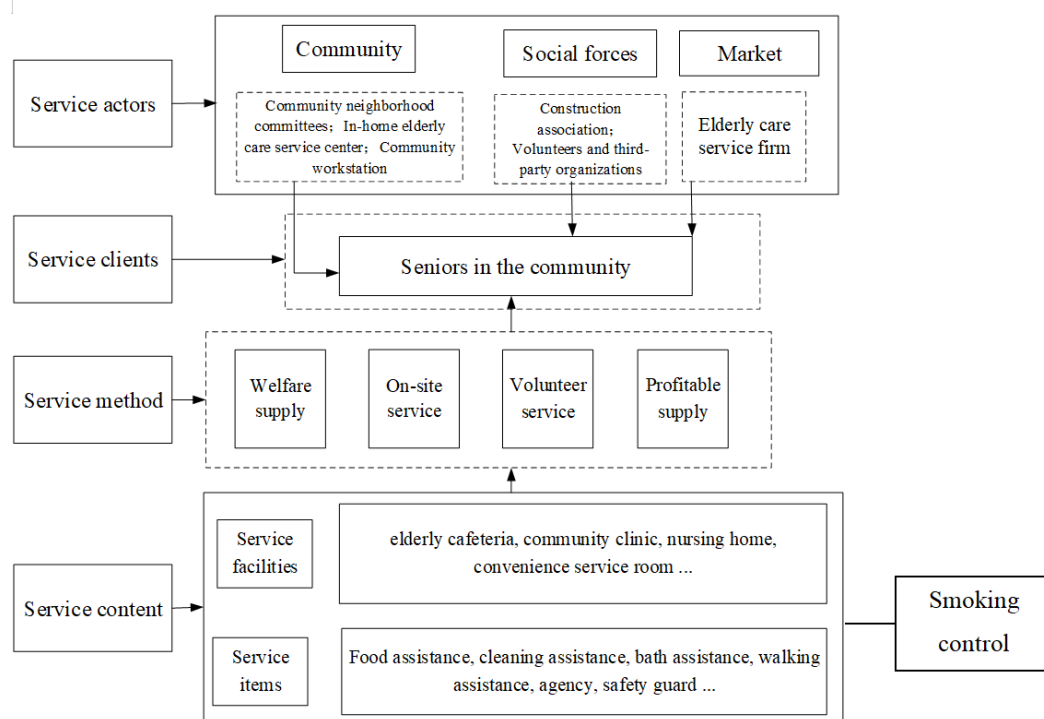 Community
Social forces
Market
Service actors
Community neighborhood
committees；In-home elderly
care service center；Community
workstation
Construction
association；
Volunteers and third-
party organizations
Elderly care
service firm
Service clients
Seniors in the community
Service method
Welfare
supply
On-site
service
Volunteer
service
Profitable
supply
Service content
Service
facilities
elderly cafeteria, community clinic, nursing home,
convenience service room ...
Service
items
Food assistance, cleaning assistance, bath assistance, walking
assistance, agency, safety guard ...
Smoking
control